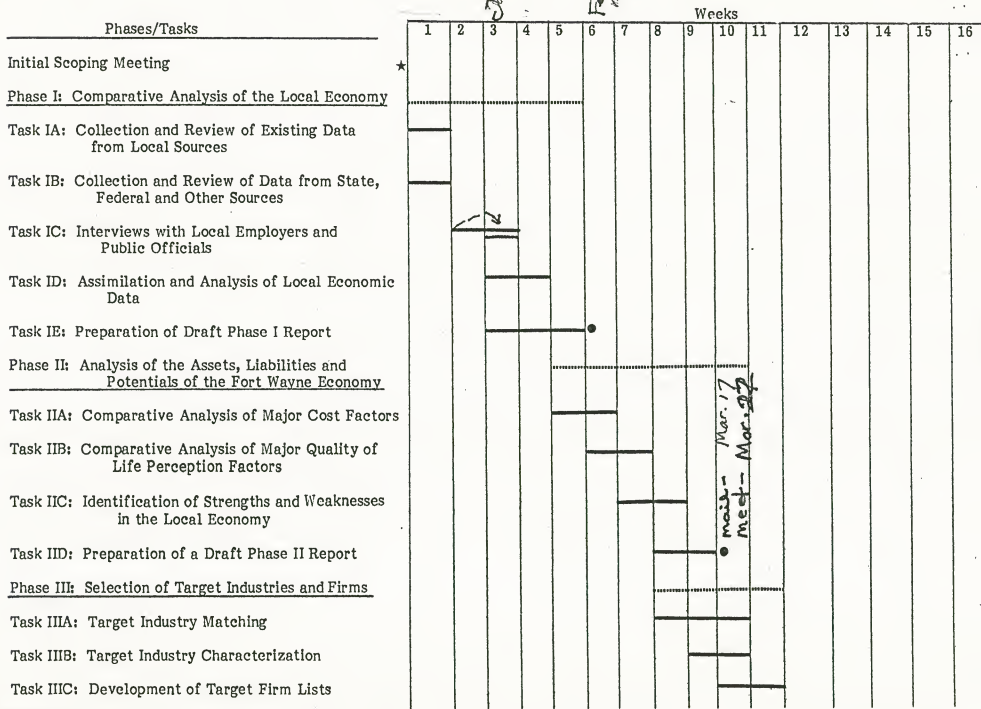 Weeks
Phases/Tasks
1 2 3 4 5 6 7 8 9 10 11 12 13 14 15 16
Initial Scoping Meeting
Phase I: Comparative Analysis of the Local Economy
Task IA: Collection and Review of Existing Data
from Local Sources
Task IB: Collection and Review of Data from State,
Federal and Other Sources
Task IC: Interviews with Local Employers and
Public Officials
Task ID: Assimilation and Analysis of Local Economic
Data
Task IE: Preparation of Draft Phase I Report
Phase II: Analysis of the Assets, Liabilities and
Potentials of the Fort Wayne Economy
Task IIA: Comparative Analysis of Major Cost Factors
Task IIB: Comparative Analysis of Major Quality of
Life Perception Factors
Task IIC: Identification of Strengths and Weaknesses
in the Local Economy
Task IID: Preparation of a Draft Phase II Report
mail- Mar. 17
meet- Mar. 27
Phase III: Selection of Target Industries and Firms
Task IIIA: Target Industry Matching
Task IIIB: Target Industry Characterization
Task IIIC: Development of Target Firm Lists